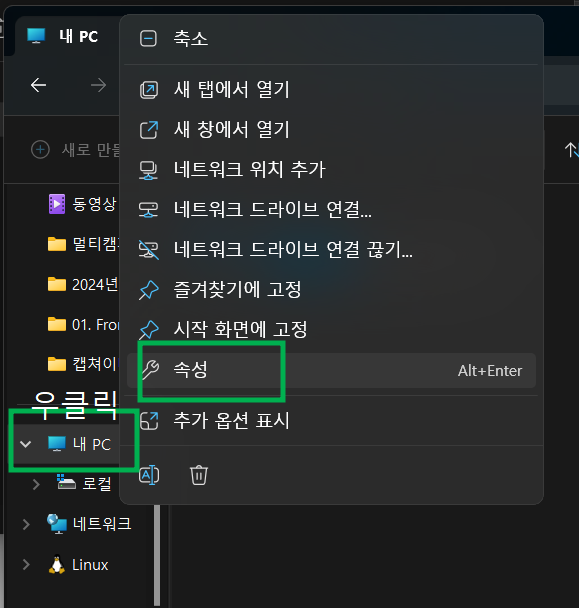 내 PC
축소
새 탭에서 열기
새 창에서 열기
새로 만들
네트워크 위치 추가
동영상
네트워크 드라이브 연결...
멀티캠
네트워크 드라이브 연결 끊기...
2024년
즐겨찾기에 고정
01. Fron
시작 화면에 고정
캡쳐이
속성 Alt+Enter
우클릭
추가 옵션 표시
내 PC
로컬
네트워크
Linux